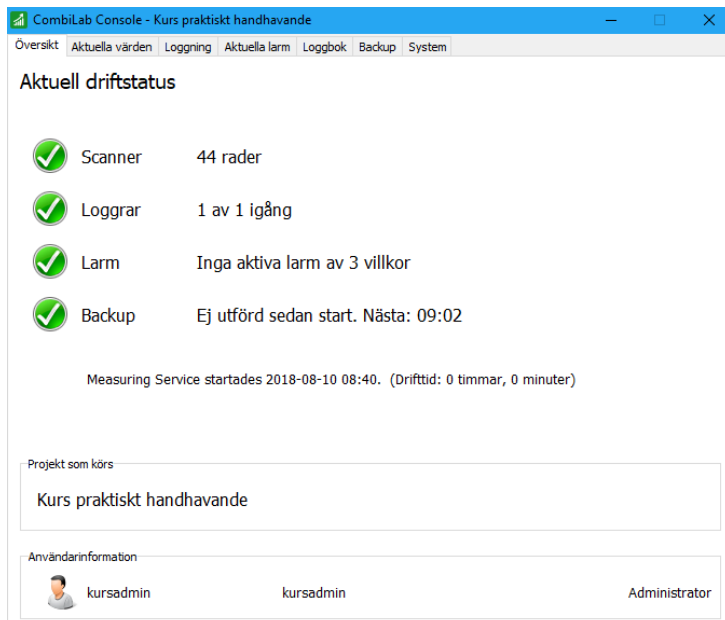 CombiLab Console - Kurs praktiskt handhavande
Översikt Aktuella värden Loggning Aktuella larm Loggbok Backup System
Aktuell driftstatus
Scanner 44 rader
Loggrar 1 av 1 igång
Larm Inga aktiva larm av 3 villkor
Backup Ej utförd sedan start. Nästa: 09:02
Measuring Service startades 2018-08-10 08:40. (Drifttid: 0 timmar, 0 minuter)
Projekt som körs
Kurs praktiskt handhavande
Användarinformation
kursadmin kursadmin Administrator